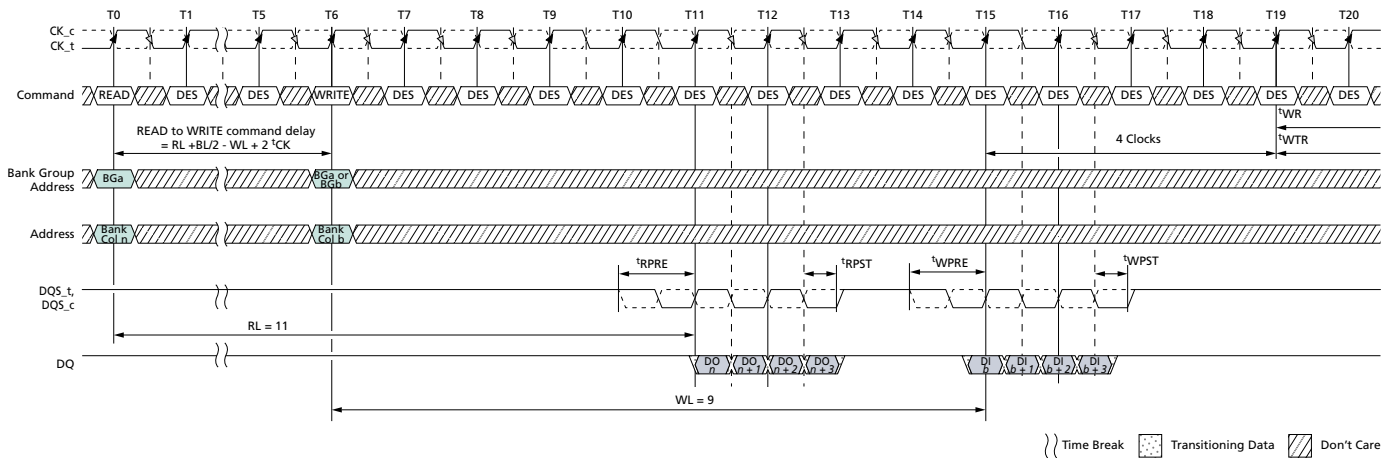 T0 T1 T5 T6 T7 T8 T9 T10 T11 T12 T13 T14 T15 T16 T17 T18 T19 T20
CK_c
CK_t
Command READ DES DES WRITE DES DES DES DES DES DES DES DES DES DES DES DES DES DES
tWR
READ to WRITE command delay
= RL +BL/2 - WL + 2 tCK
4 Clocks
tWTR
Bank Group
Address
BGa
BGa or
BGb
Address
Bank
Col n
Bank
Col b
tRPRE tRPST tWPRE tWPST
DQS_t,
DQS_c
RL = 11
DQ
DO
n
DO
n + 1
DO
n + 2
DO
n + 3
DI
b
DI
b + 1
DI
b + 2
DI
b + 3
WL = 9
Time Break Transitioning Data Don't Care